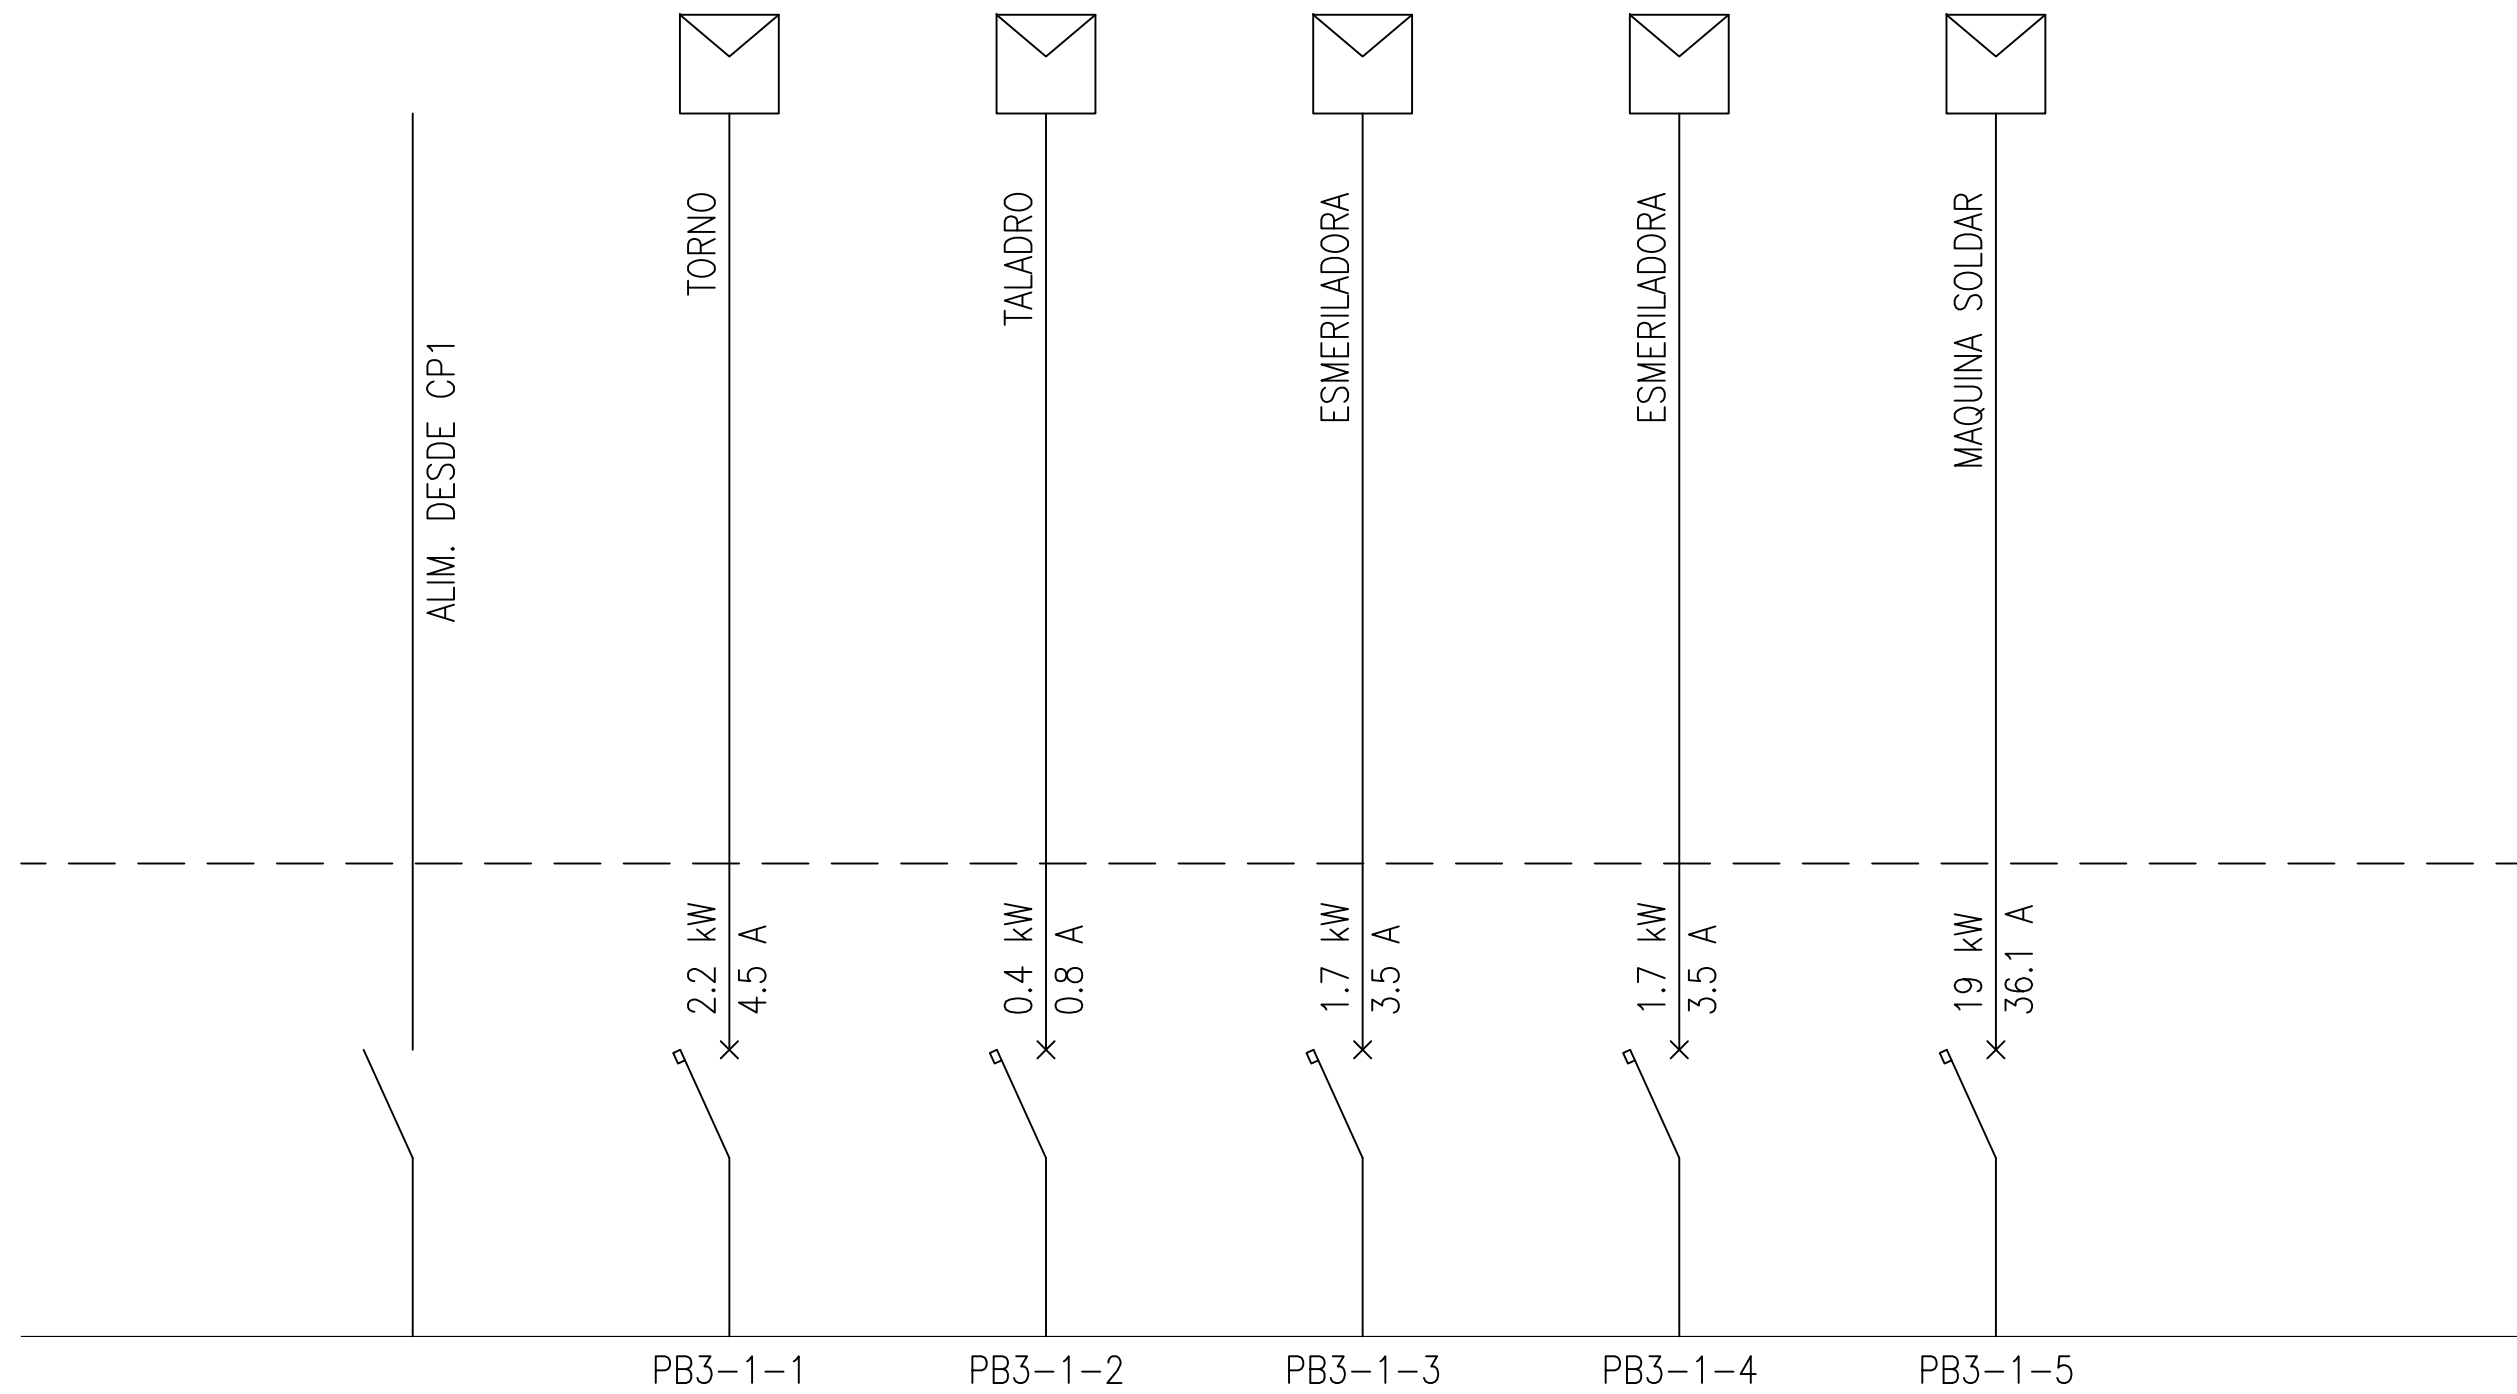 ALIM. DESDE CP1
TORNO
2.2 kW
4.5 A
PB3-1-1
TALADRO
0.4 kW
0.8 A
PB3-1-2
ESMERILADORA
1.7 kW
3.5 A
PB3-1-3
ESMERILADORA
1.7 kW
3.5 A
PB3-1-4
MAQUINA SOLDAR
19 kW
36.1 A
PB3-1-5